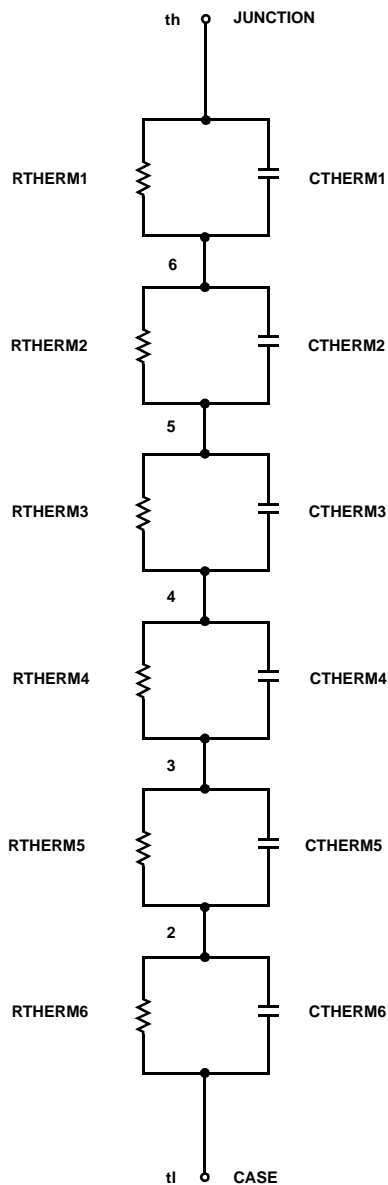 th JUNCTION
RTHERM1 CTHERM1
6
RTHERM2 CTHERM2
5
RTHERM3 CTHERM3
4
RTHERM4 CTHERM4
3
RTHERM5 CTHERM5
2
RTHERM6 CTHERM6
tl CASE